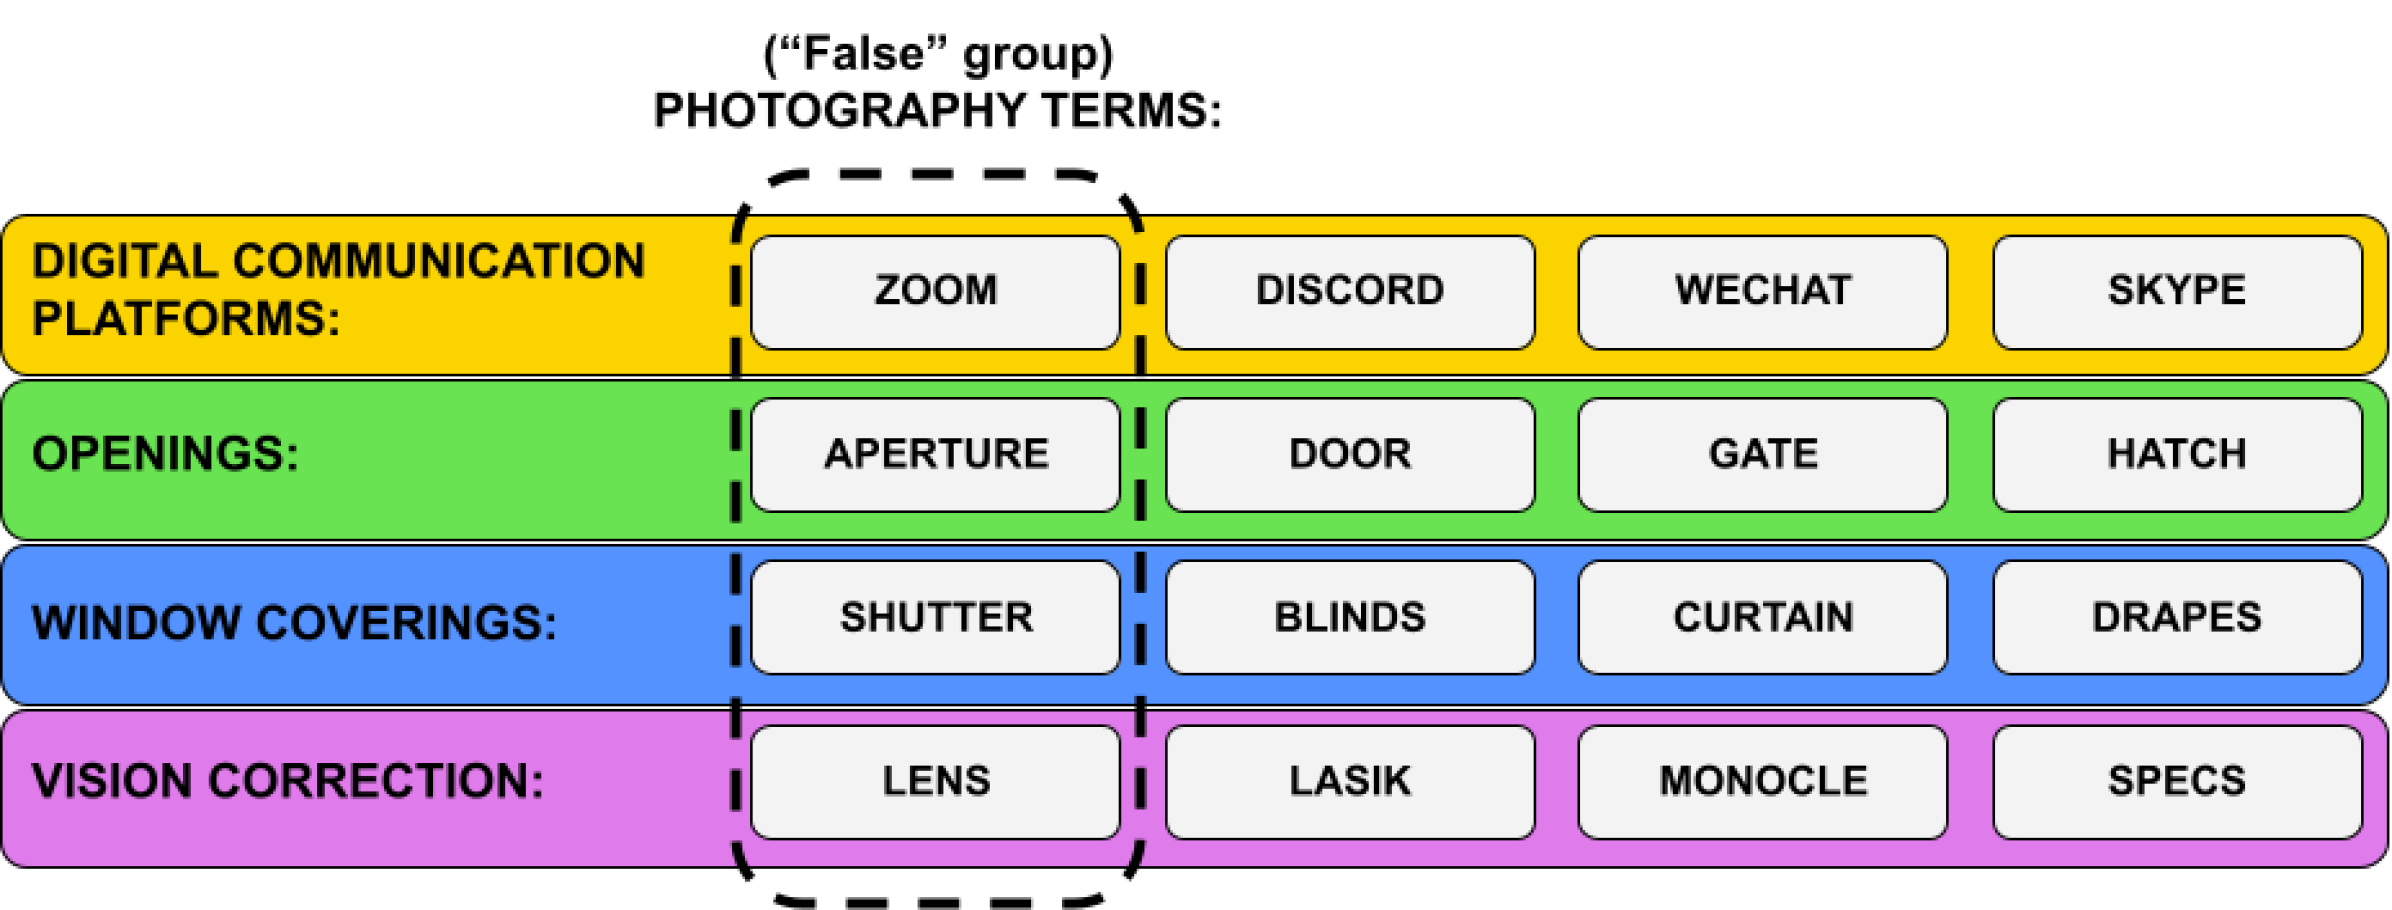 (“False” group)
PHOTOGRAPHY TERMS:
DIGITAL COMMUNICATION
PLATFORMS:
ZOOM
DISCORD
WECHAT
SKYPE
OPENINGS:
APERTURE
DOOR
GATE
HATCH
WINDOW COVERINGS:
SHUTTER
BLINDS
CURTAIN
DRAPES
VISION CORRECTION:
LENS
LASIK
MONOCLE
SPECS